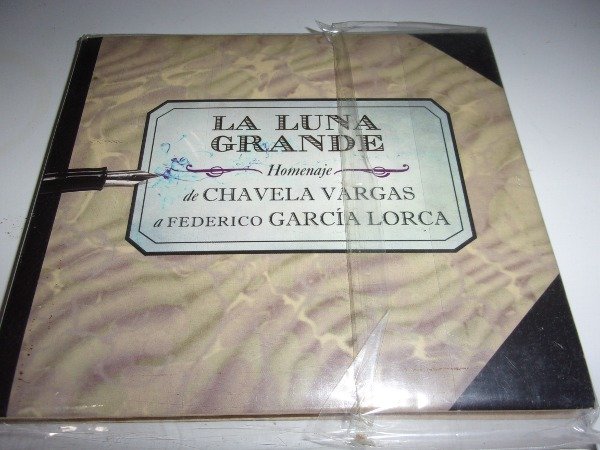 LA LUNA
GRANDE
Homenaje
de CHAVELA VARGAS
a FEDERICO GARCÍA LORCA